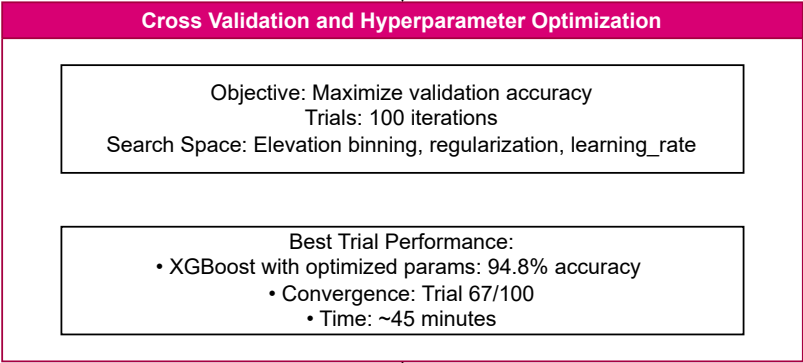 Cross Validation and Hyperparameter Optimization
Objective: Maximize validation accuracy
Trials: 100 iterations
Search Space: Elevation binning, regularization, learning_rate
Best Trial Performance:
• XGBoost with optimized params: 94.8% accuracy
• Convergence: Trial 67/100
• Time: ~45 minutes